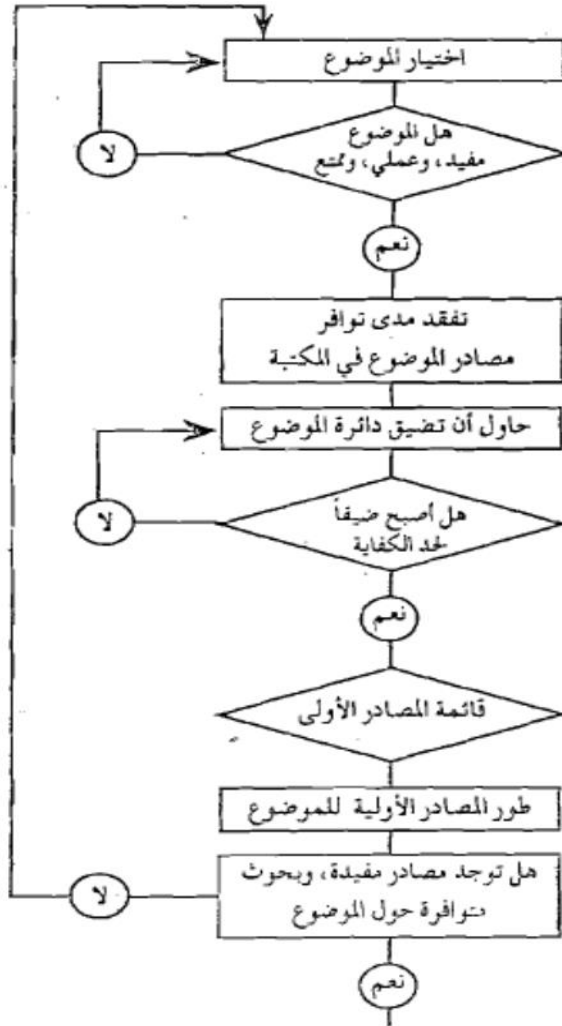 اختيار الموضوع
هل الموضوع
مفيد، وعملي، وممتع
لا
نعم
تفقد مدى توافر
مصادر الموضوع في المكتبة
حاول أن تضيق دائرة الموضوع
هل أصبح ضيفاً
لحد الكفاية
لا
نعم
قائمة المصادر الأولى
طور المصادر الأولية للموضوع
هل توجد مصادر مفيدة، وبحوث
متوافرة حول الموضوع
لا
نعم